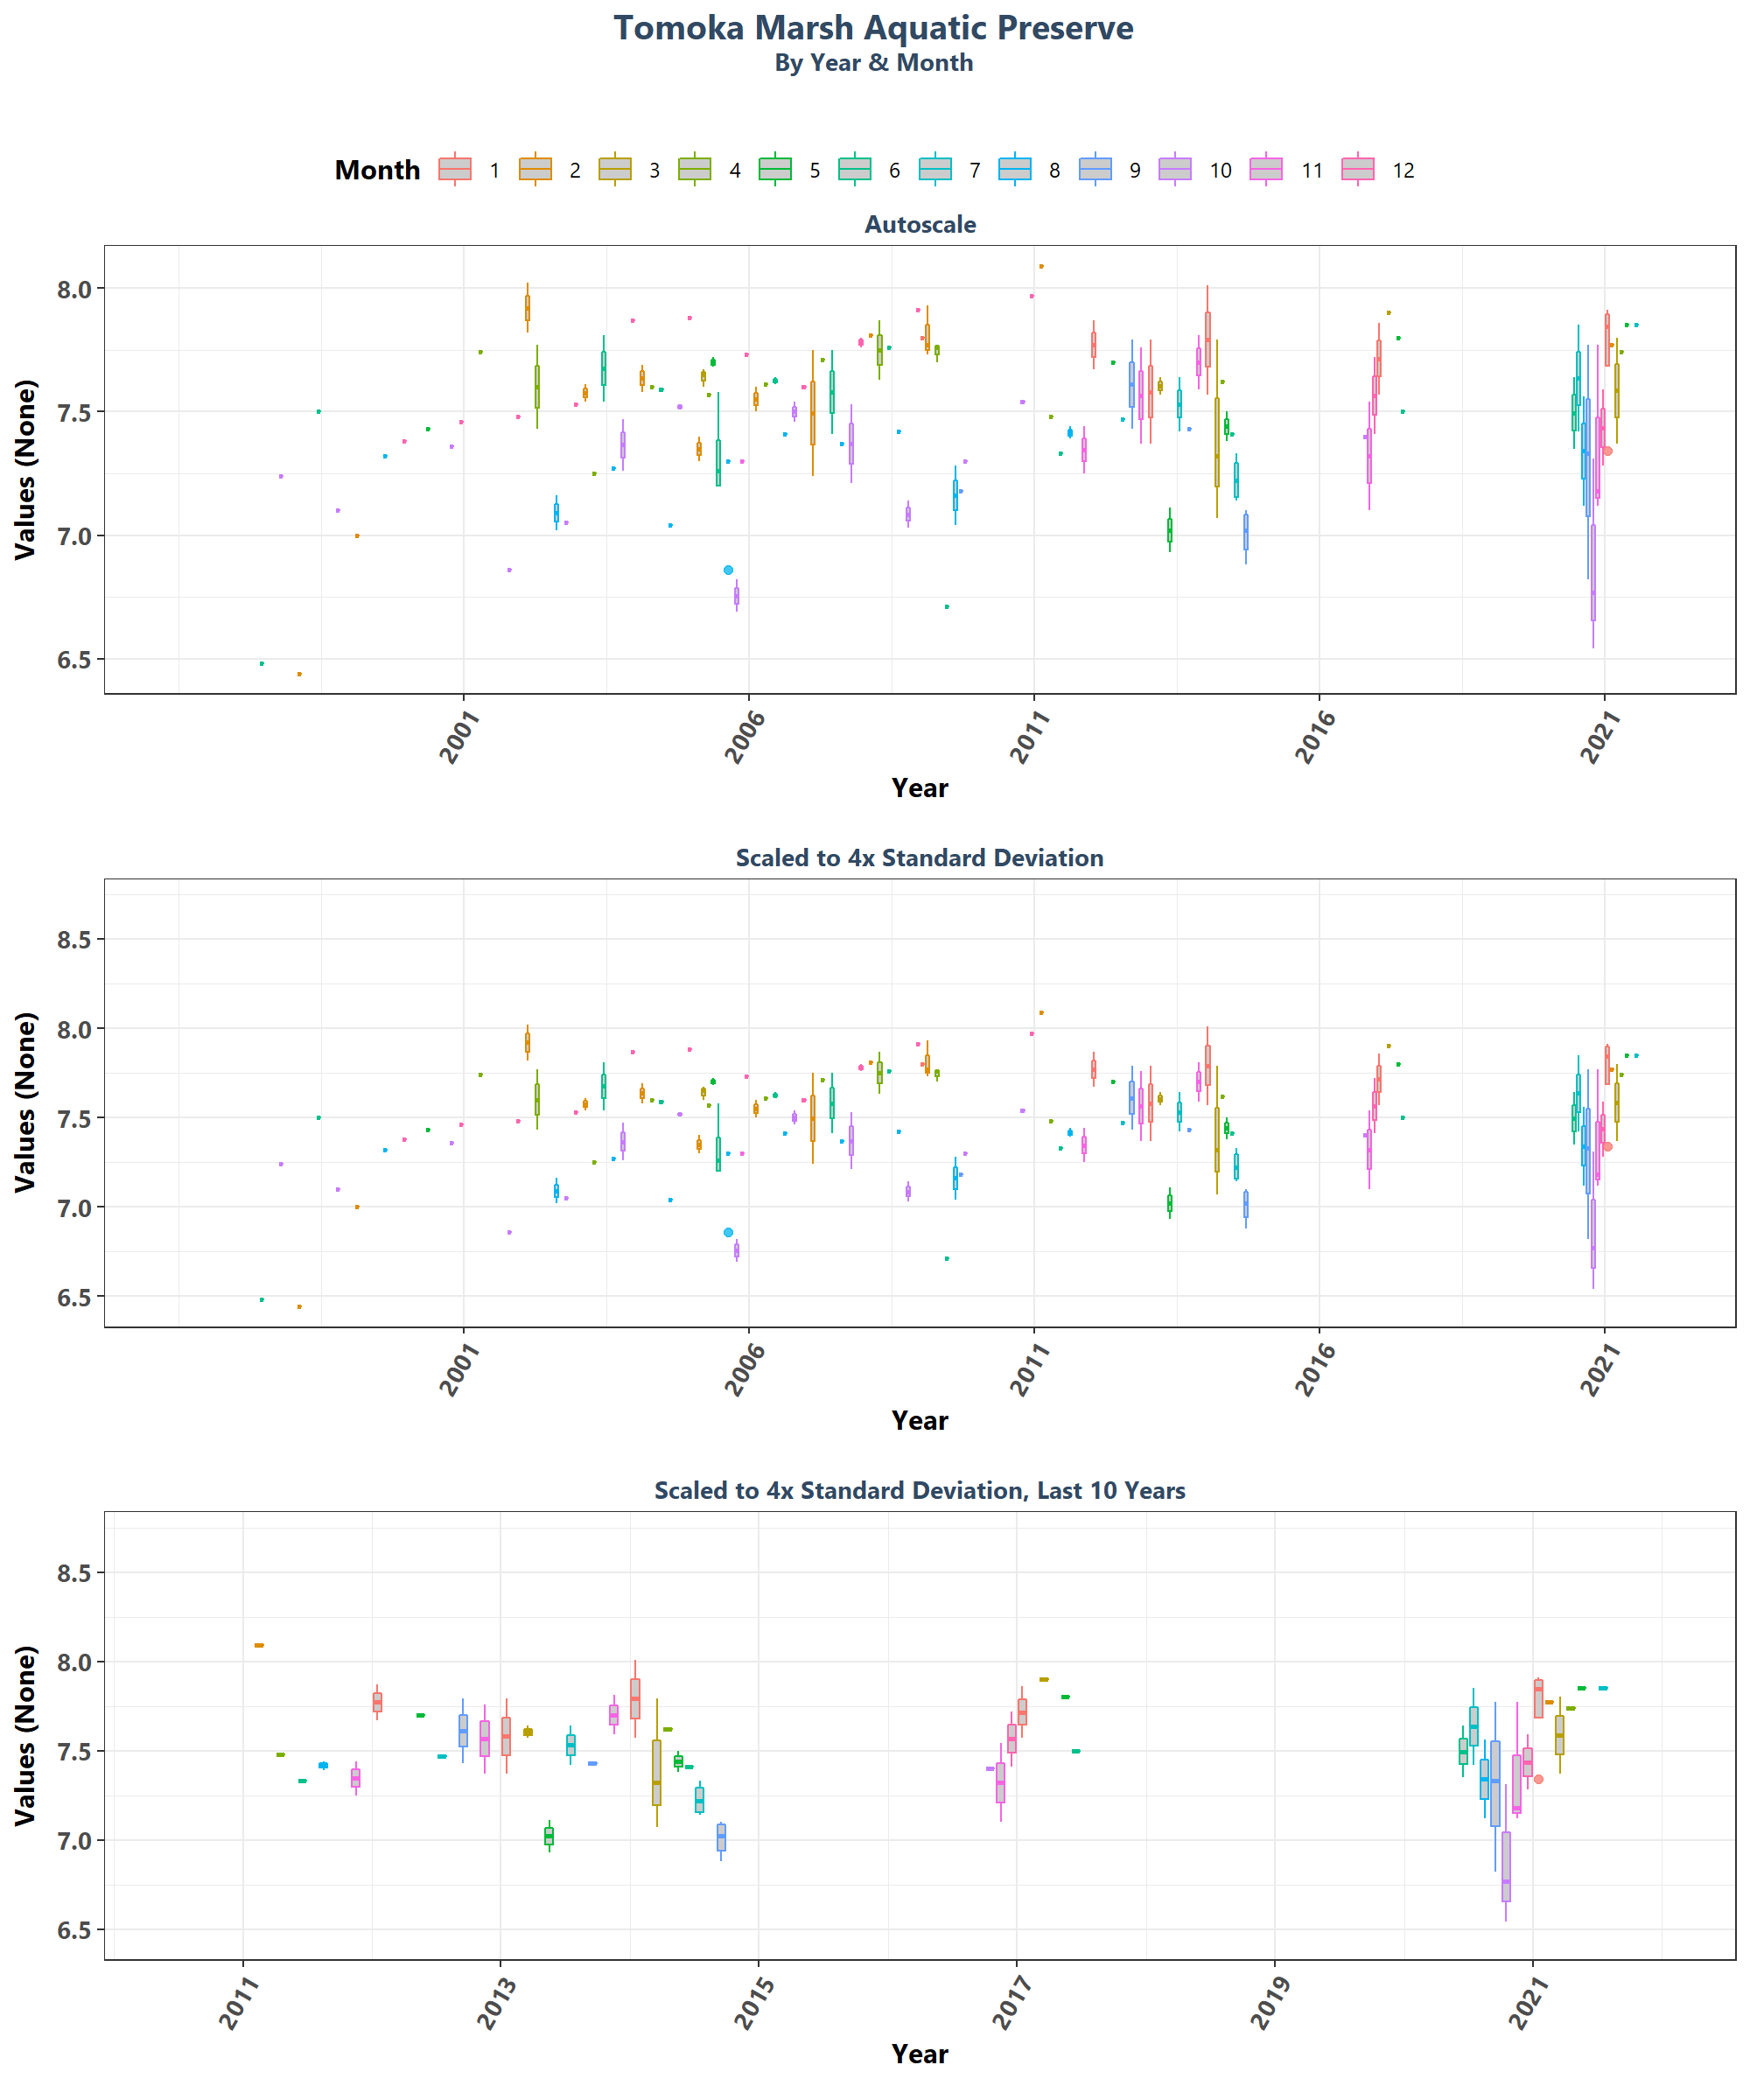 Tomoka Marsh Aquatic Preserve
By Year & Month
Month 1 2 3 4 5 6 7 8 9 10 11 12
Autoscale
Values (None)
8.0
7.5
7.0
6.5
2001 2006 2011 2016 2021
Year
Scaled to 4x Standard Deviation
Values (None)
8.5
8.0
7.5
7.0
6.5
2001 2006 2011 2016 2021
Year
Scaled to 4x Standard Deviation, Last 10 Years
Values (None)
8.5
8.0
7.5
7.0
6.5
2011 2013 2015 2017 2019 2021
Year